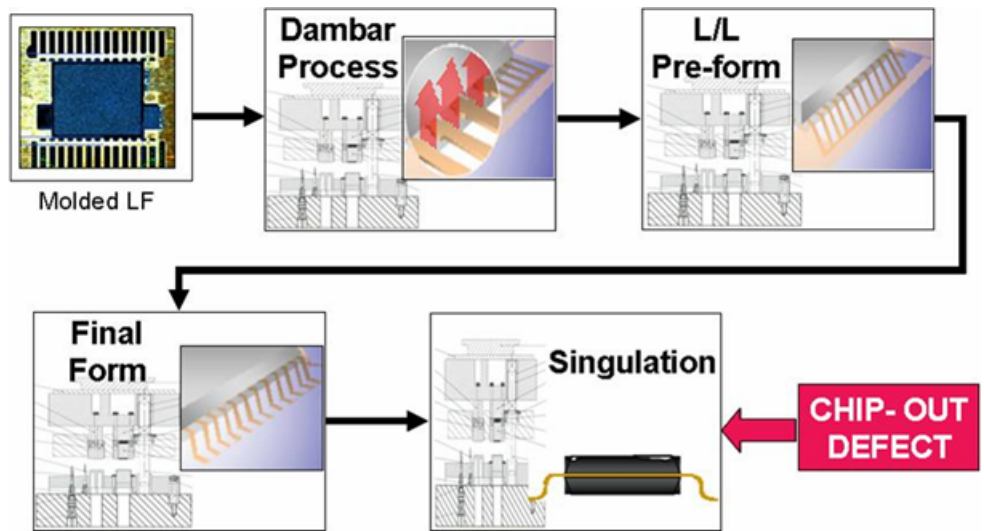 Molded LF
Dambar
Process
L/L
Pre-form
Final
Form
Singulation
CHIP- OUT
DEFECT